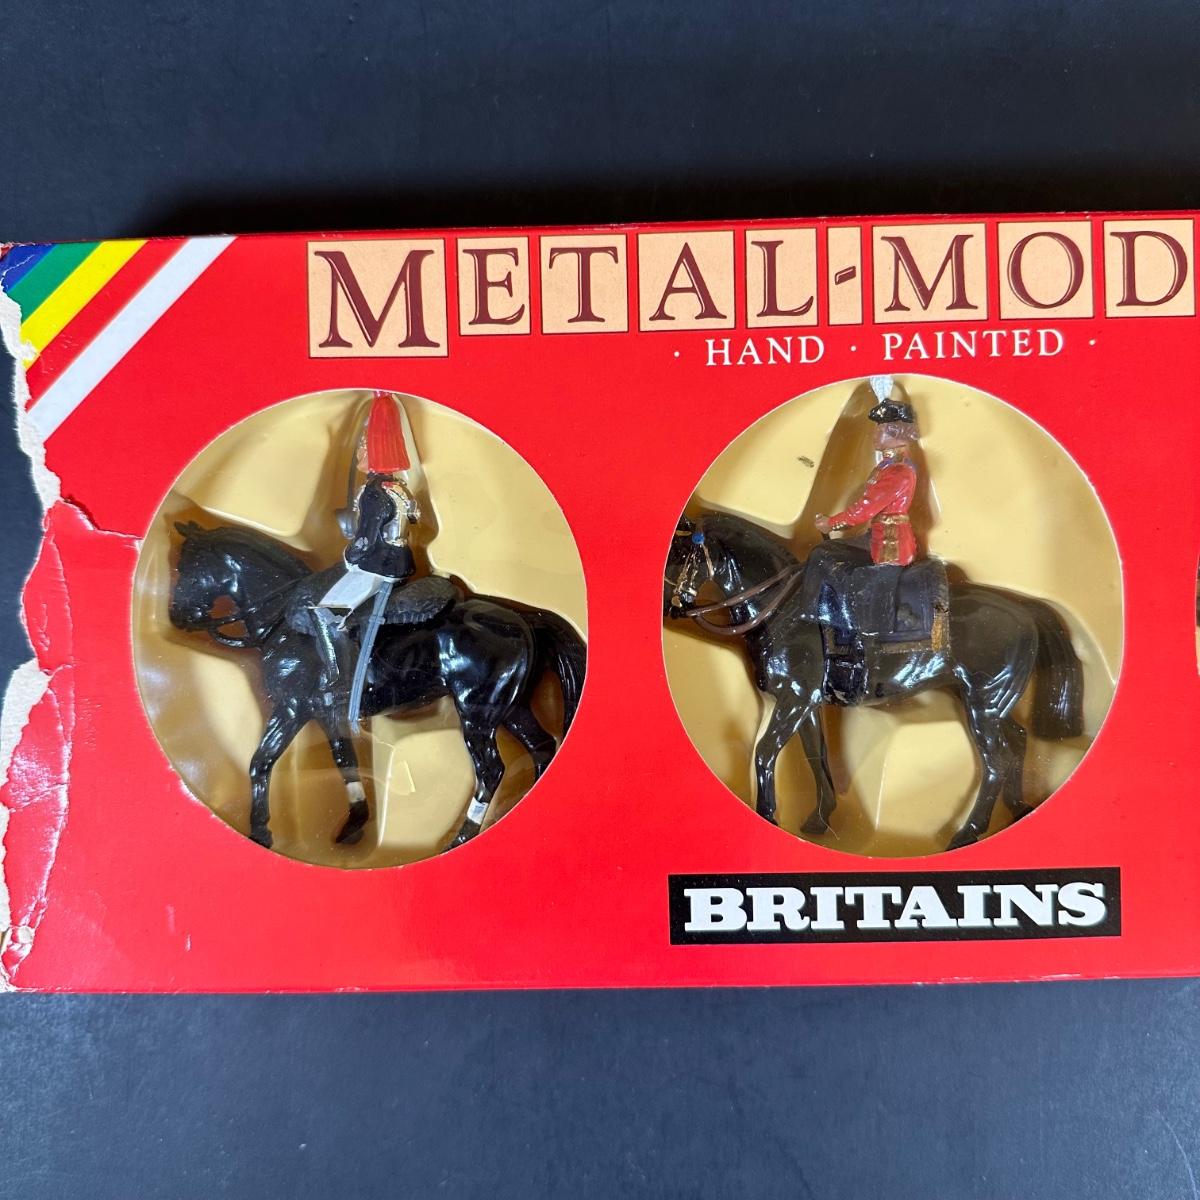 METAL-MOD
· HAND · PAINTED ·
BRITAINS